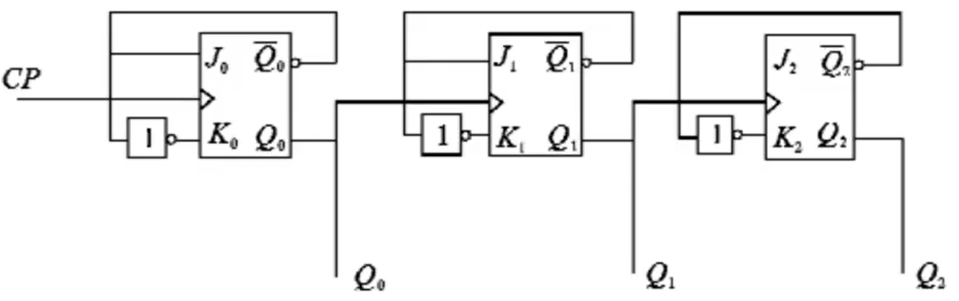 J₀ Q̅₀ J₁ Q̅₁ J₂ Q̅₂
CP
1 K₀ Q₀ 1 K₁ Q₁ 1 K₂ Q₂
Q₀ Q₁ Q₂